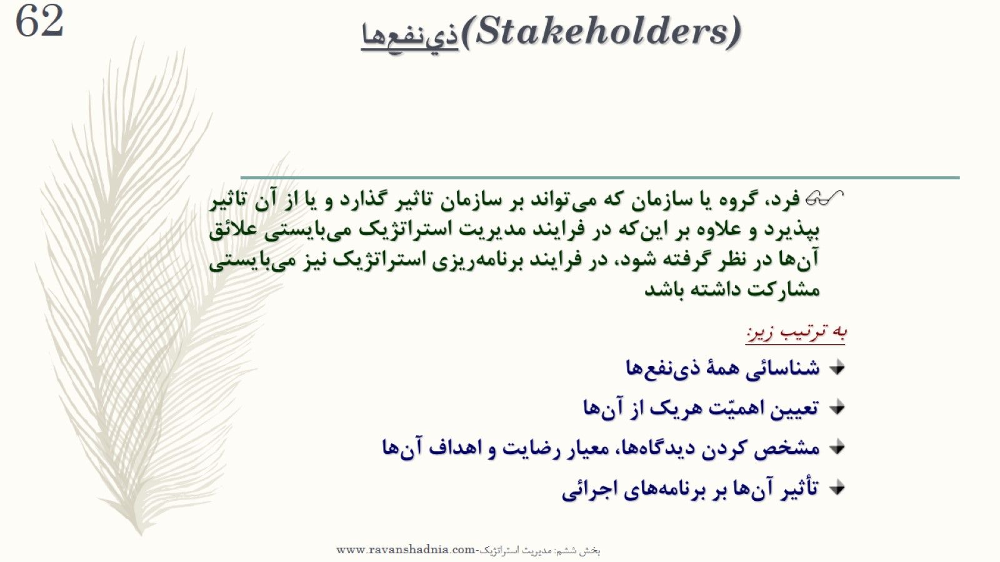 62
ذي‌نفع‌ها(Stakeholders)
فرد، گروه یا سازمان که می‌تواند بر سازمان تاثیر گذارد و یا از آن تاثیر
بپذیرد و علاوه بر این‌که در فرایند مدیریت استراتژیک می‌بایستی علائق
آن‌ها در نظر گرفته شود، در فرایند برنامه‌ریزی استراتژیک نیز می‌بایستی
مشارکت داشته باشد
به ترتیب زیر:
شناسائی همۀ ذی‌نفع‌ها
تعیین اهمیّت هریک از آن‌ها
مشخص کردن دیدگاه‌ها، معیار رضایت و اهداف آن‌ها
تأثیر آن‌ها بر برنامه‌های اجرائی
بخش ششم: مدیریت استراتژیک-www.ravanshadnia.com